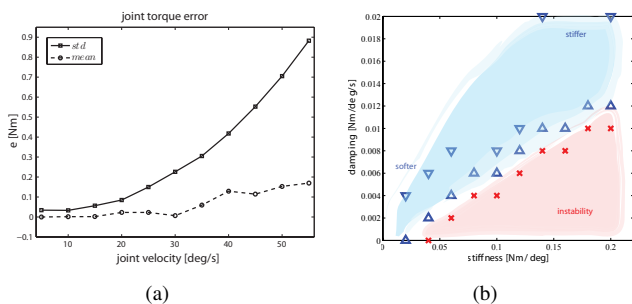 joint torque error
std
mean
e [Nm]
0.9
0.8
0.7
0.6
0.5
0.4
0.3
0.2
0.1
0
−0.1
10
20
30
40
50
joint velocity [deg/s]
(a)
damping [Nm/deg/s]
0.02
0.018
0.016
0.014
0.012
0.010
0.008
0.006
0.004
0.002
0
stiffer
softer
instability
0
0.05
0.1
0.15
0.2
stiffness [Nm/deg]
(b)